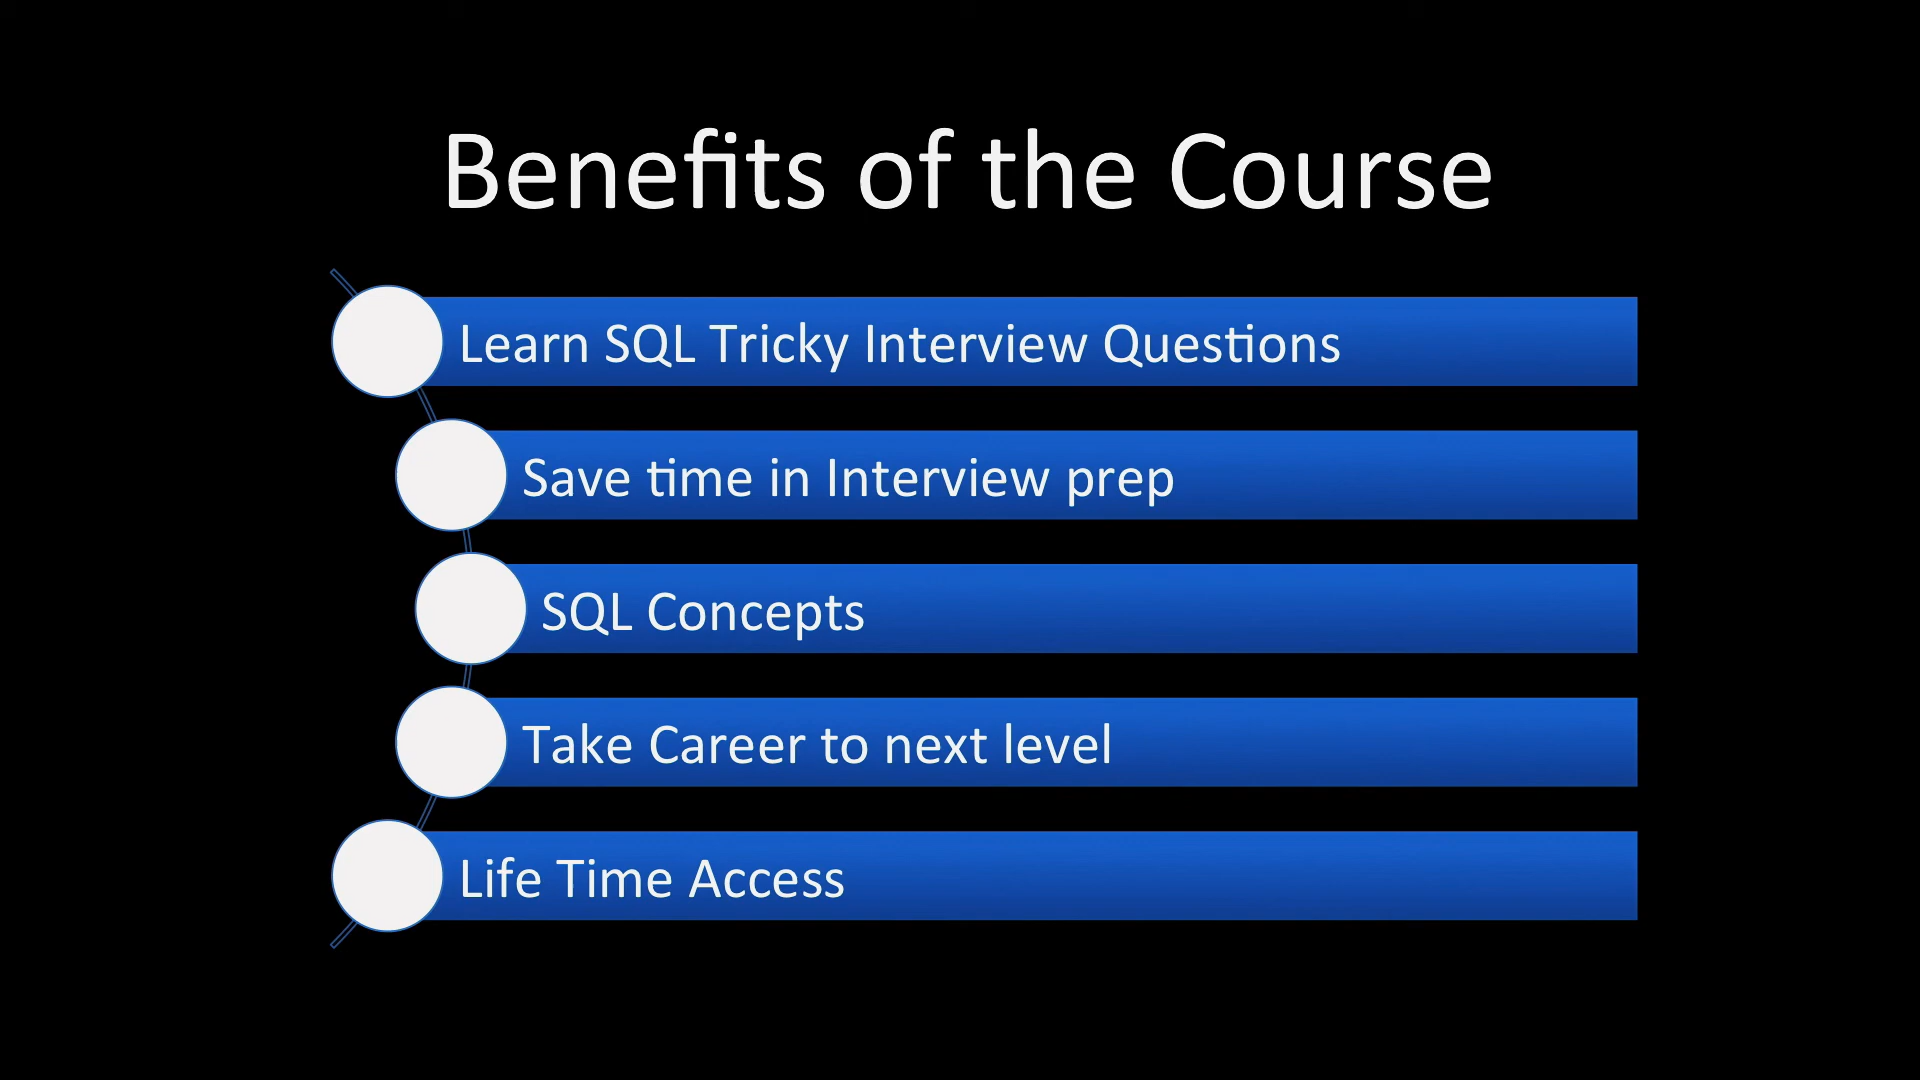 Benefits of the Course
Learn SQL Tricky Interview Questions
Save time in Interview prep
SQL Concepts
Take Career to next level
Life Time Access